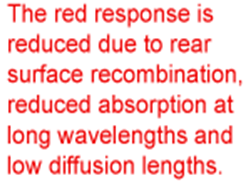 The red response is
reduced due to rear
surface recombination,
reduced absorption at
long wavelengths and
low diffusion lengths.